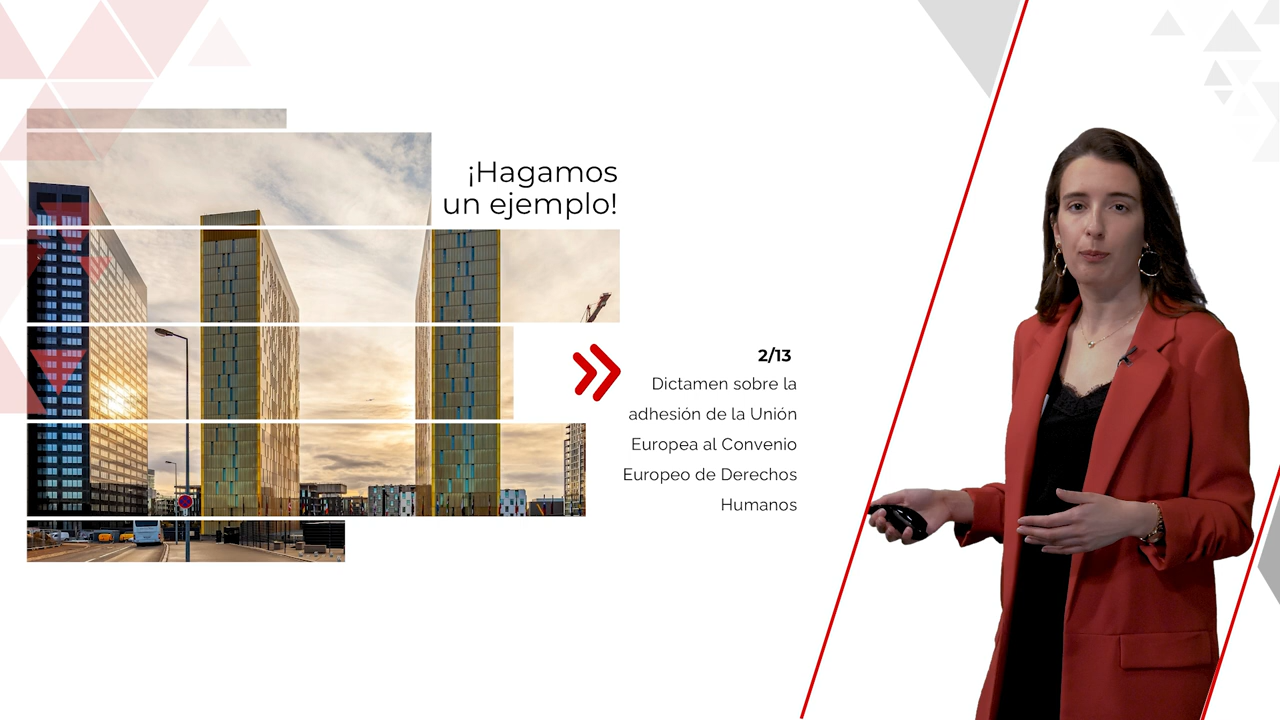 ¡Hagamos
un ejemplo!
2/13
Dictamen sobre la
adhesión de la Unión
Europea al Convenio
Europeo de Derechos
Humanos